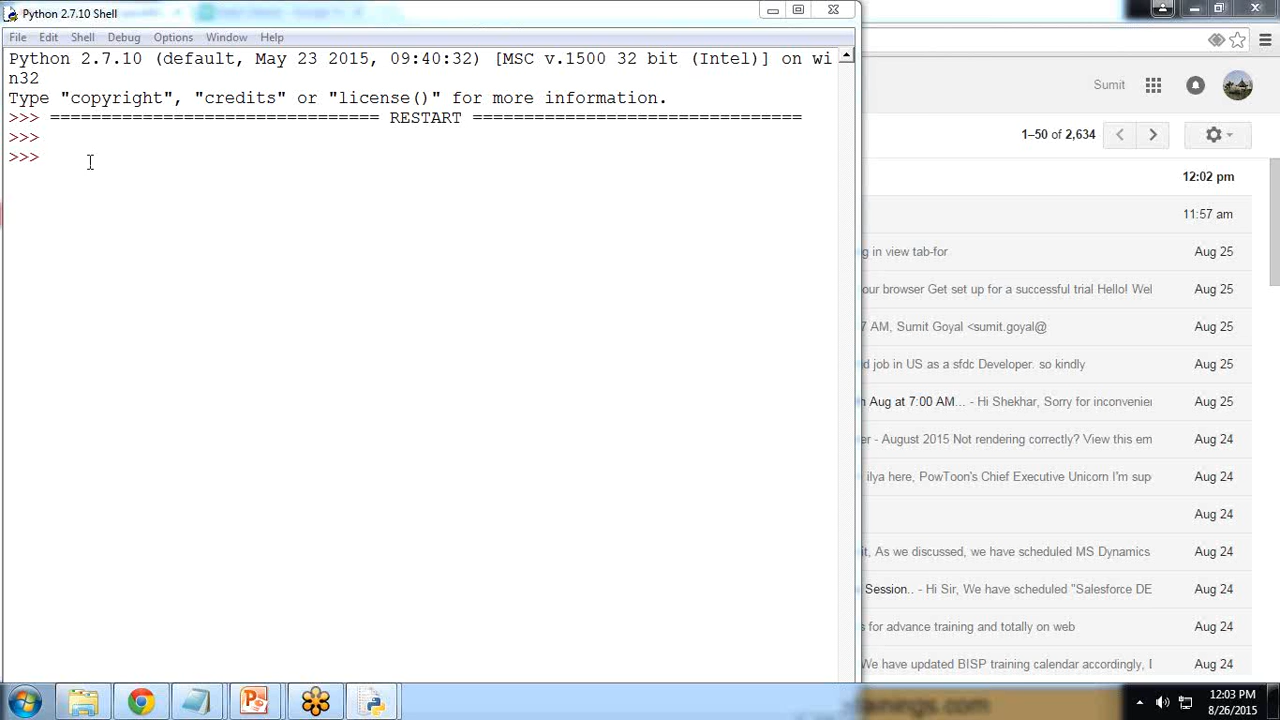 Python 2.7.10 Shell
File Edit Shell Debug Options Window Help
Python 2.7.10 (default, May 23 2015, 09:40:32) [MSC v.1500 32 bit (Intel)] on wi
n32
Type "copyright", "credits" or "license()" for more information.
>>> ================================ RESTART ================================
>>>
>>>
Sumit
1–50 of 2,634
12:02 pm
11:57 am
g in view tab-for Aug 25
our browser Get set up for a successful trial Hello! Wel Aug 25
7 AM, Sumit Goyal <sumit.goyal@ Aug 25
d job in US as a sfdc Developer. so kindly Aug 25
n Aug at 7:00 AM... - Hi Shekhar, Sorry for inconvenier Aug 25
er - August 2015 Not rendering correctly? View this em Aug 24
ilya here, PowToon's Chief Executive Unicorn I'm sup Aug 24
Aug 24
t, As we discussed, we have scheduled MS Dynamics Aug 24
Session.. - Hi Sir, We have scheduled "Salesforce DE Aug 24
s for advance training and totally on web Aug 24
We have updated BISP training calendar accordingly, I Aug 24
12:03 PM
8/26/2015